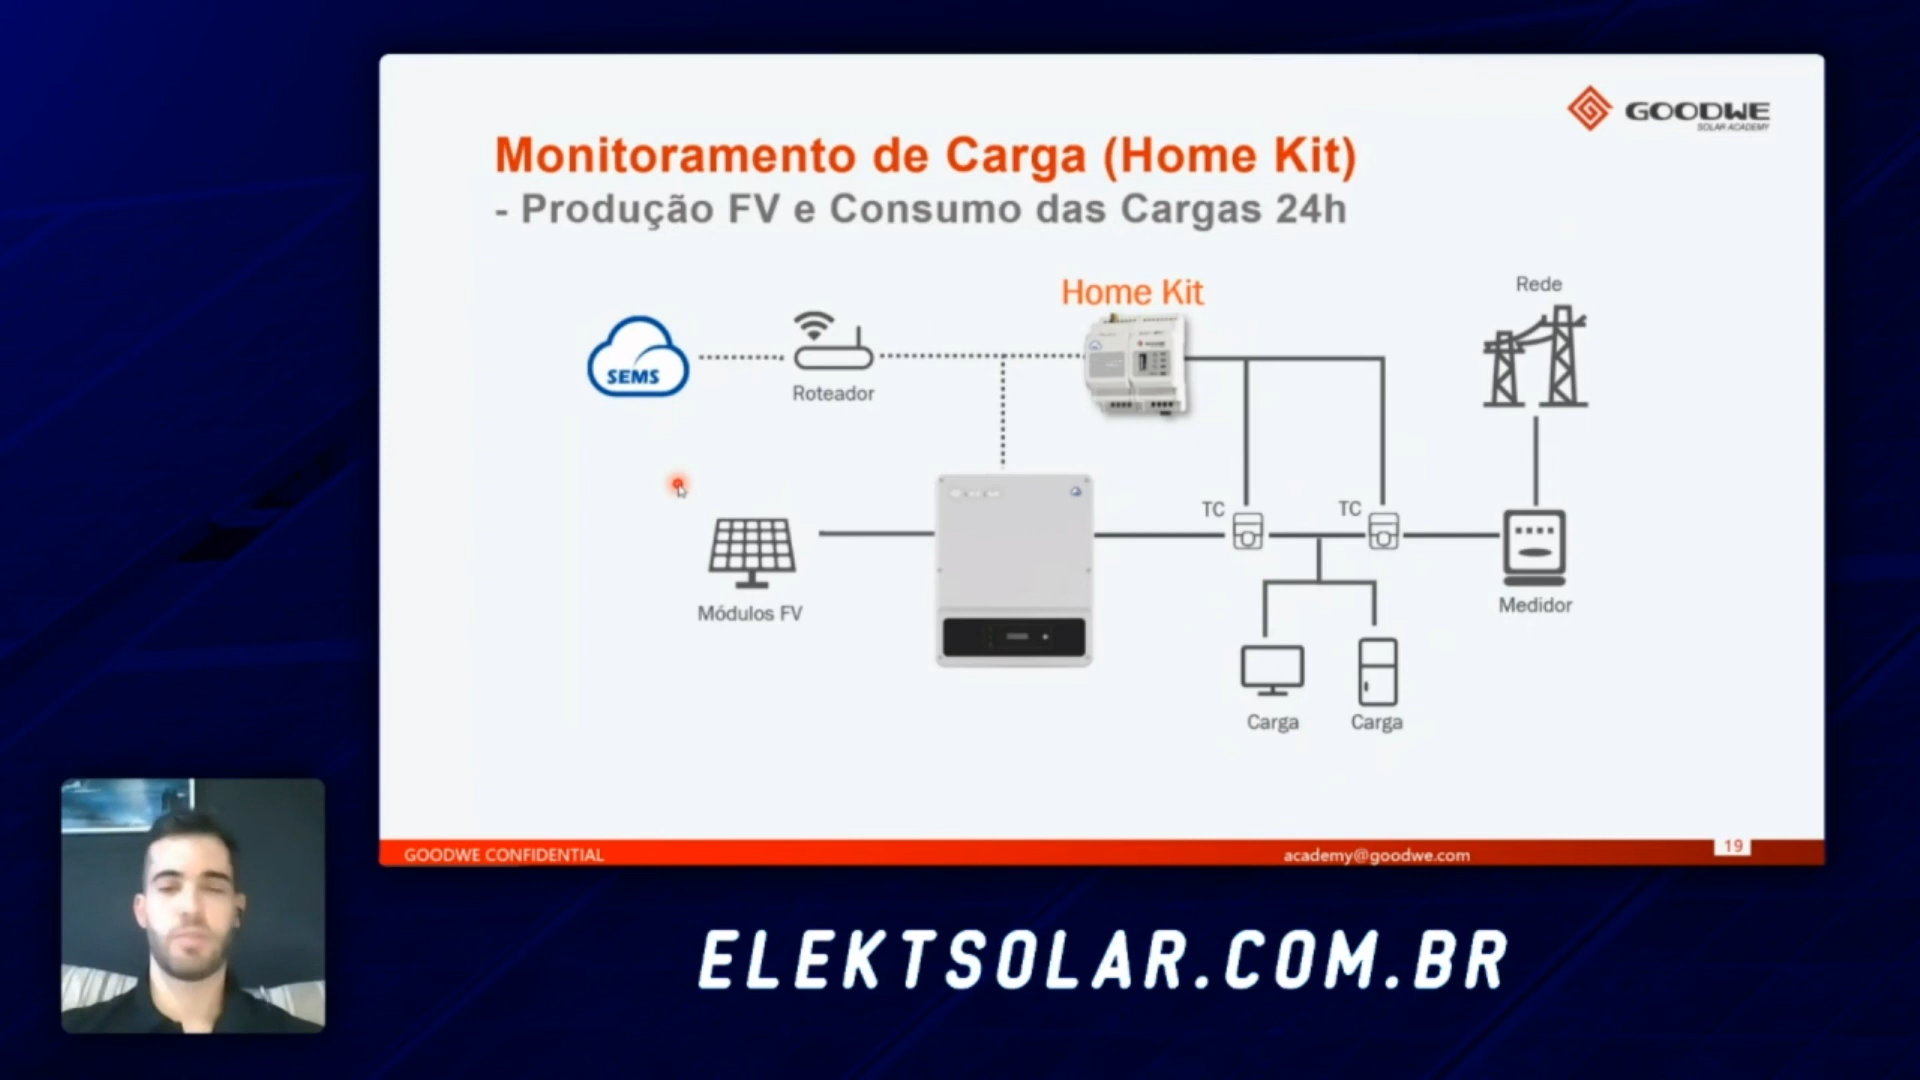 GOODWE
SOLAR ACADEMY
Monitoramento de Carga (Home Kit)
- Produção FV e Consumo das Cargas 24h
Home Kit
Rede
SEMS
Roteador
TC
TC
Módulos FV
Medidor
Carga
Carga
GOODWE CONFIDENTIAL
academy@goodwe.com
19
ELEKTSOLAR.COM.BR